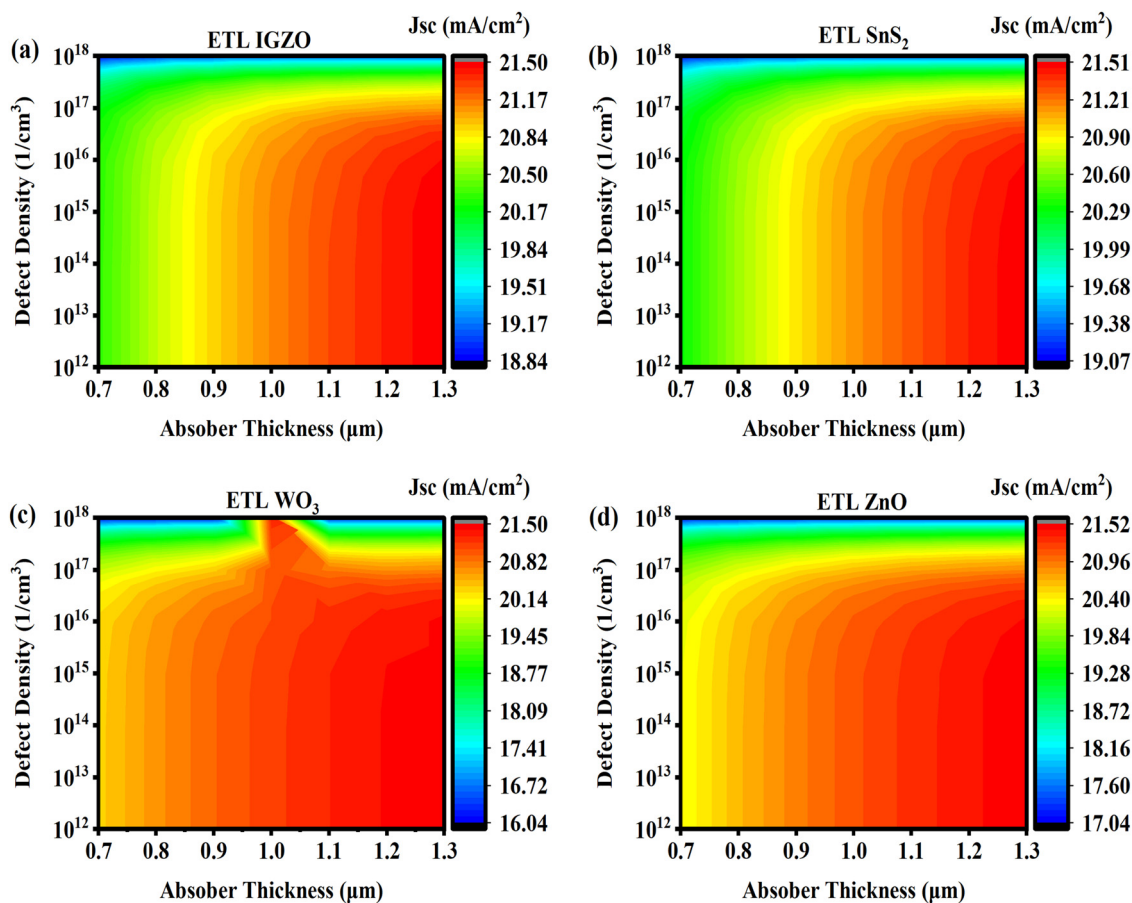 (a)
ETL IGZO
Jsc (mA/cm²)
10¹⁸
10¹⁷
10¹⁶
10¹⁵
10¹⁴
10¹³
10¹²
Defect Density (1/cm³)
0.7 0.8 0.9 1.0 1.1 1.2 1.3
Absober Thickness (μm)
21.50
21.17
20.84
20.50
20.17
19.84
19.51
19.17
18.84
(b)
ETL SnS₂
Jsc (mA/cm²)
10¹⁸
10¹⁷
10¹⁶
10¹⁵
10¹⁴
10¹³
10¹²
Defect Density (1/cm³)
0.7 0.8 0.9 1.0 1.1 1.2 1.3
Absober Thickness (μm)
21.51
21.21
20.90
20.60
20.29
19.99
19.68
19.38
19.07
(c)
ETL WO₃
Jsc (mA/cm²)
10¹⁸
10¹⁷
10¹⁶
10¹⁵
10¹⁴
10¹³
10¹²
Defect Density (1/cm³)
0.7 0.8 0.9 1.0 1.1 1.2 1.3
Absober Thickness (μm)
21.50
20.82
20.14
19.45
18.77
18.09
17.41
16.72
16.04
(d)
ETL ZnO
Jsc (mA/cm²)
10¹⁸
10¹⁷
10¹⁶
10¹⁵
10¹⁴
10¹³
10¹²
Defect Density (1/cm³)
0.7 0.8 0.9 1.0 1.1 1.2 1.3
Absober Thickness (μm)
21.52
20.96
20.40
19.84
19.28
18.72
18.16
17.60
17.04